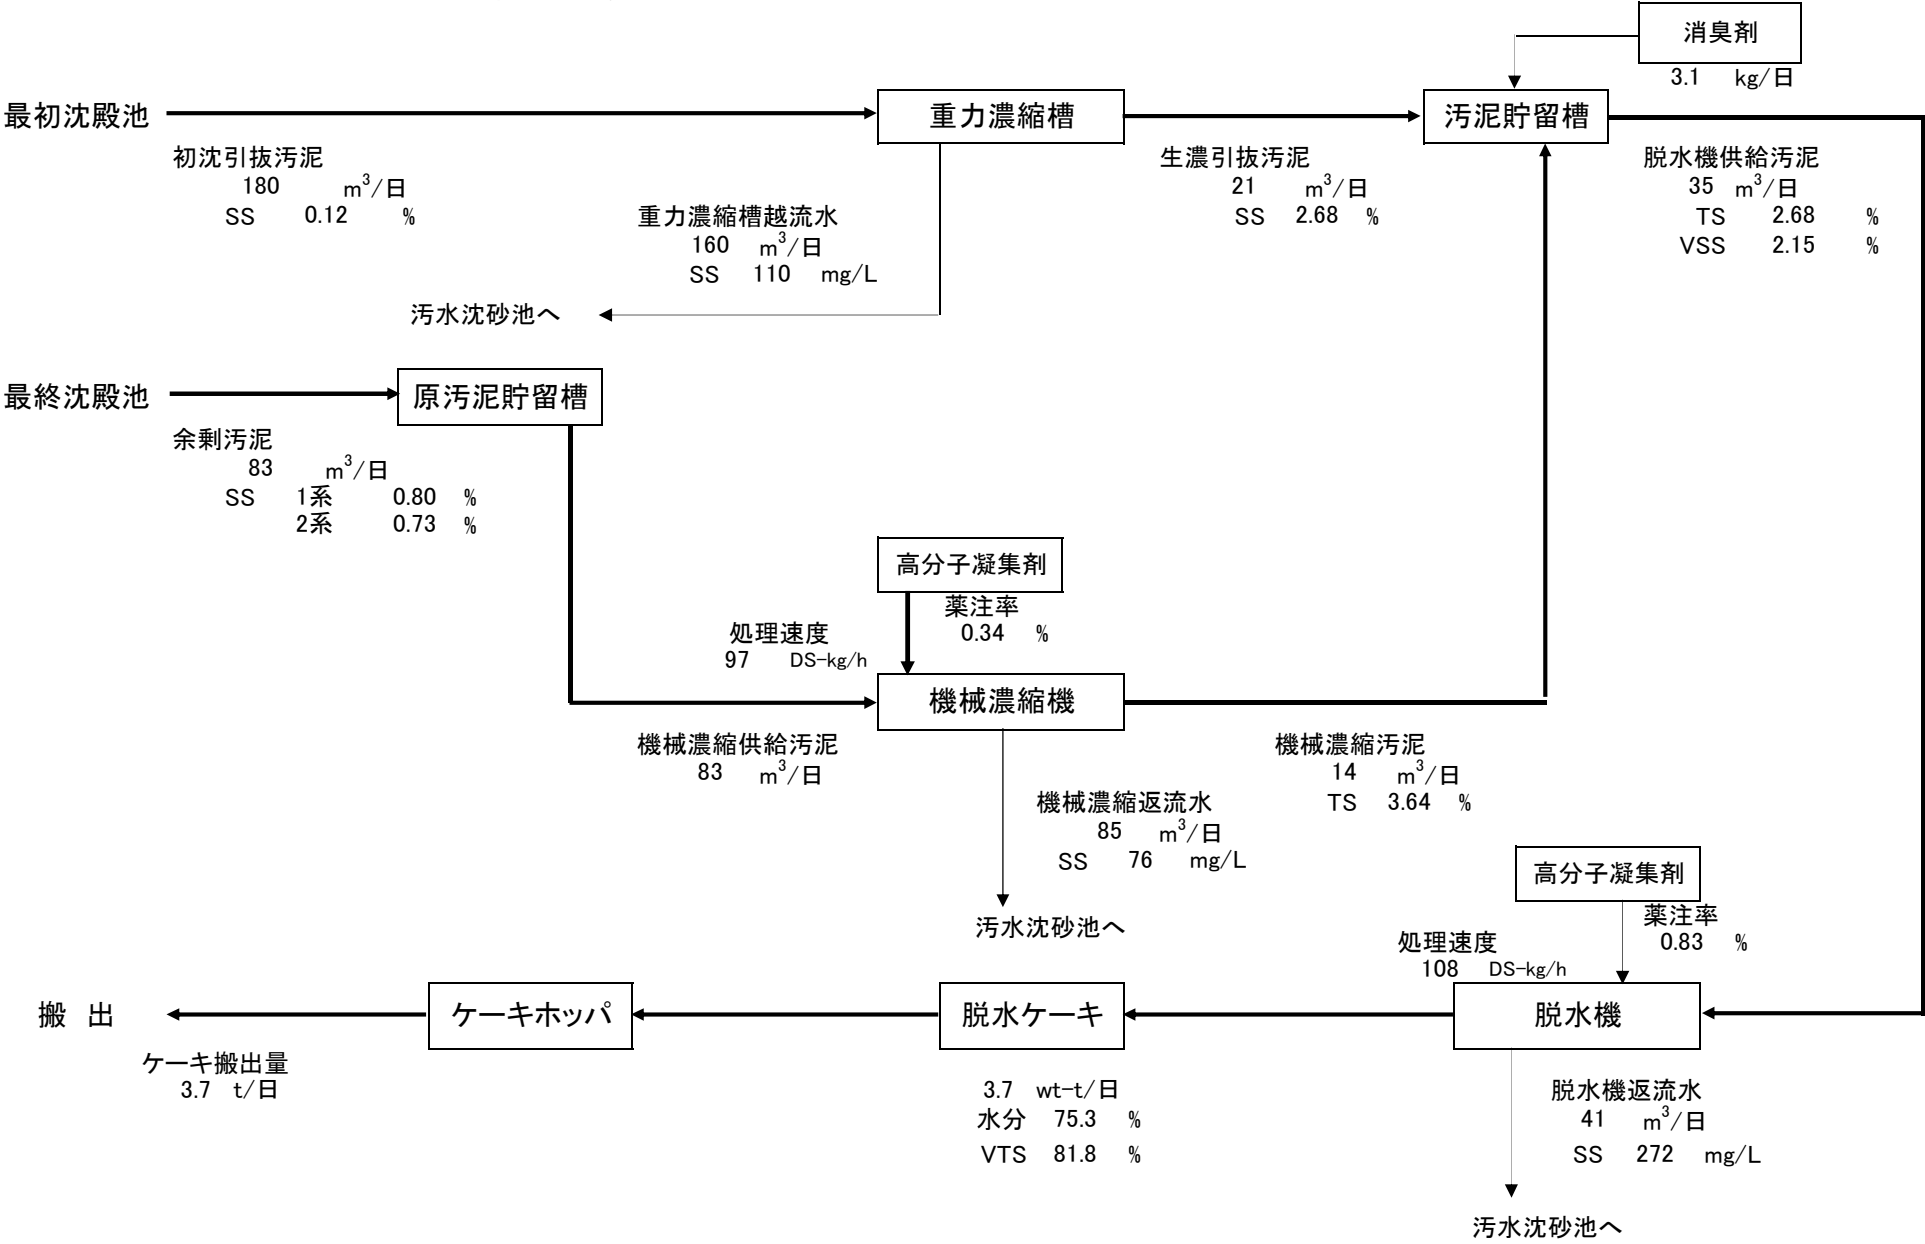 消臭剤
3.1 kg/日
最初沈殿池
重力濃縮槽
汚泥貯留槽
初沈引抜汚泥
180 m³/日
SS 0.12 %
重力濃縮槽越流水
160 m³/日
SS 110 mg/L
生濃引抜汚泥
21 m³/日
SS 2.68 %
脱水機供給汚泥
35 m³/日
TS 2.68 %
VSS 2.15 %
汚水沈砂池へ
最終沈殿池
原汚泥貯留槽
余剰汚泥
83 m³/日
SS 1系 0.80 %
2系 0.73 %
高分子凝集剤
薬注率
0.34 %
処理速度
97 DS-kg/h
機械濃縮機
機械濃縮供給汚泥
83 m³/日
機械濃縮汚泥
14 m³/日
TS 3.64 %
機械濃縮返流水
85 m³/日
SS 76 mg/L
汚水沈砂池へ
高分子凝集剤
薬注率
0.83 %
処理速度
108 DS-kg/h
搬 出
ケーキホッパ
脱水ケーキ
脱水機
ケーキ搬出量
3.7 t/日
3.7 wt-t/日
水分 75.3 %
VTS 81.8 %
脱水機返流水
41 m³/日
SS 272 mg/L
汚水沈砂池へ